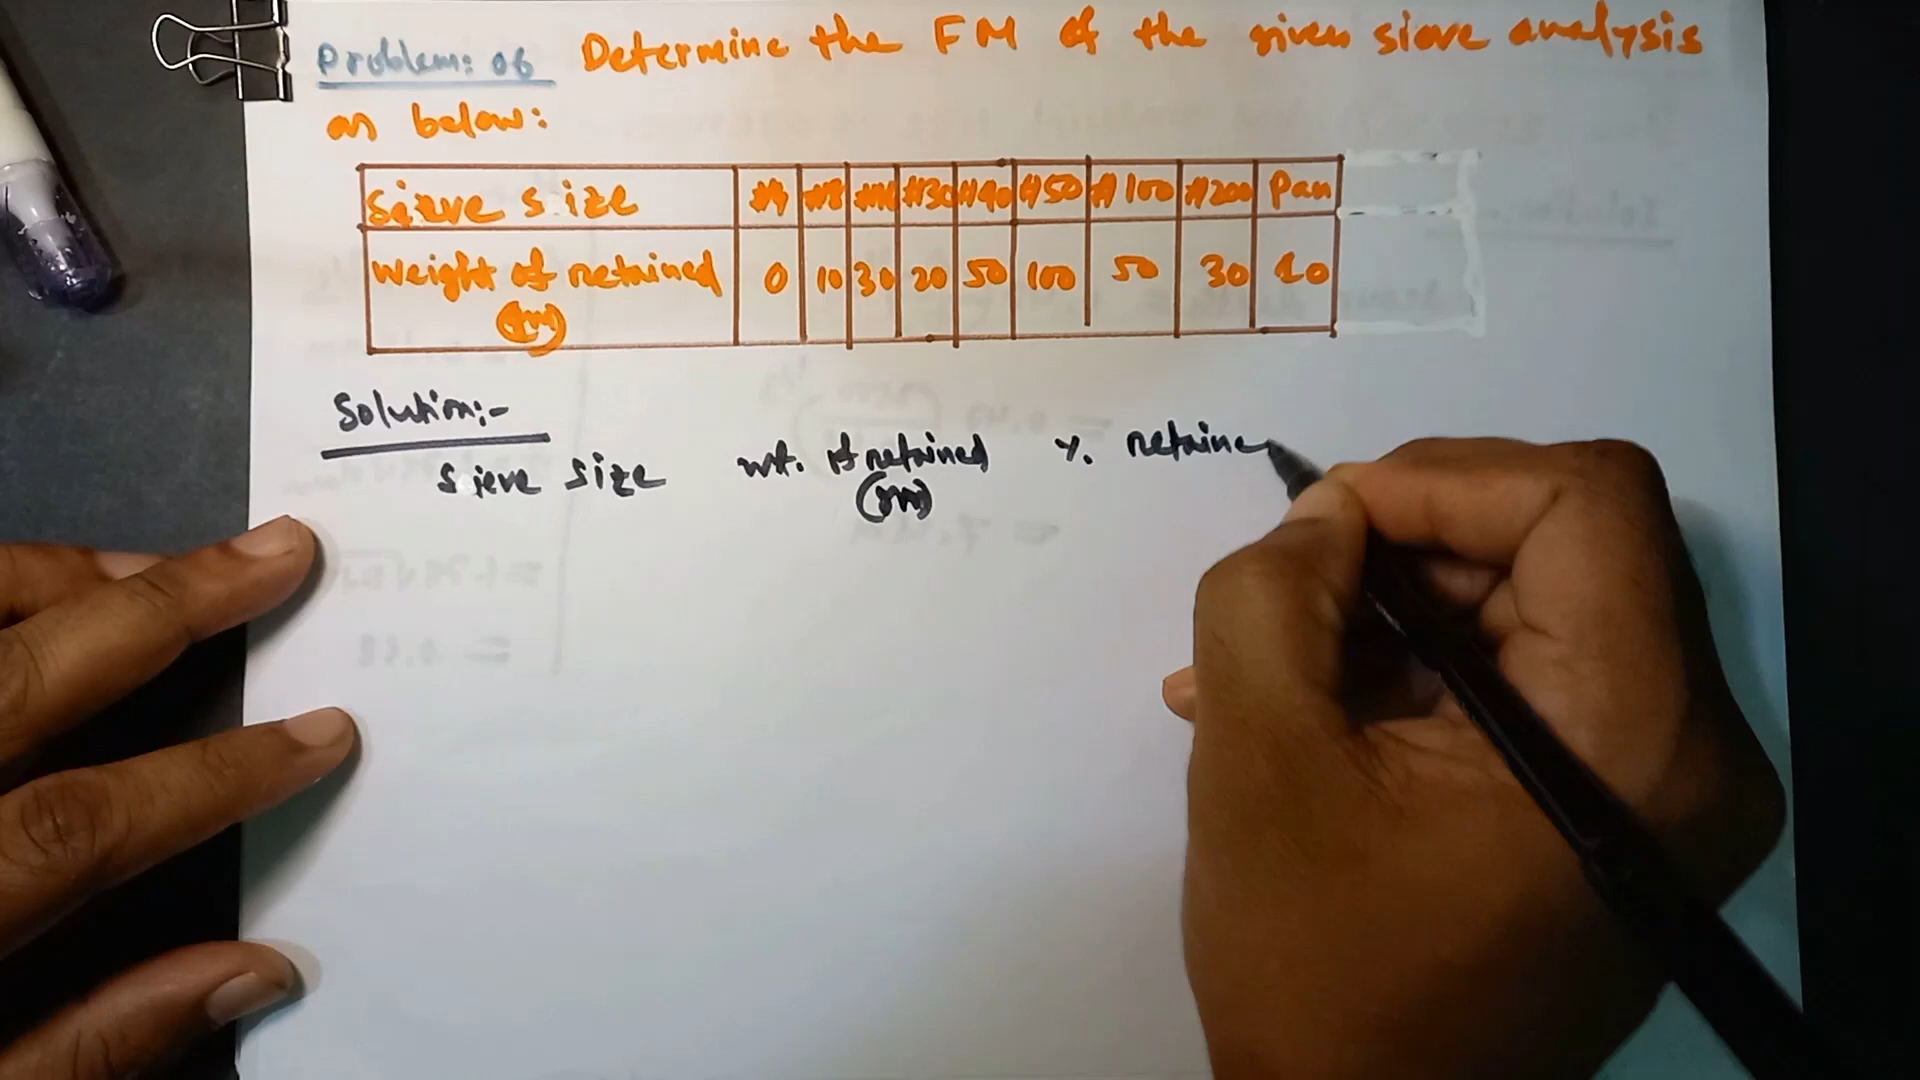 Problem: 06 Determine the FM of the given sieve analysis
as below:
Sieve size #4 #8 #16 #30 #40 #50 #100 #200 Pan
Weight of retained 0 10 30 20 50 100 50 30 10
(gm)
Solution:-
Sieve size wt. of retained % retaine
(gm)